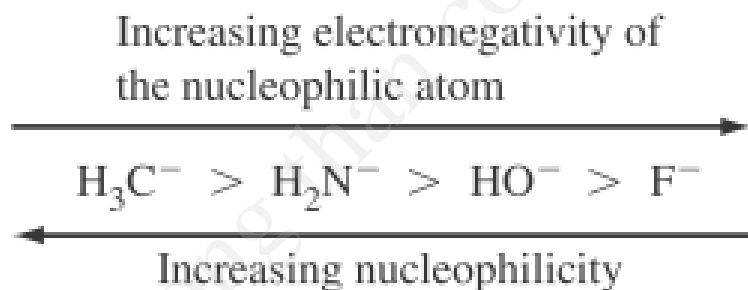 Increasing electronegativity of
the nucleophilic atom
H₃C⁻ > H₂N⁻ > HO⁻ > F⁻
Increasing nucleophilicity